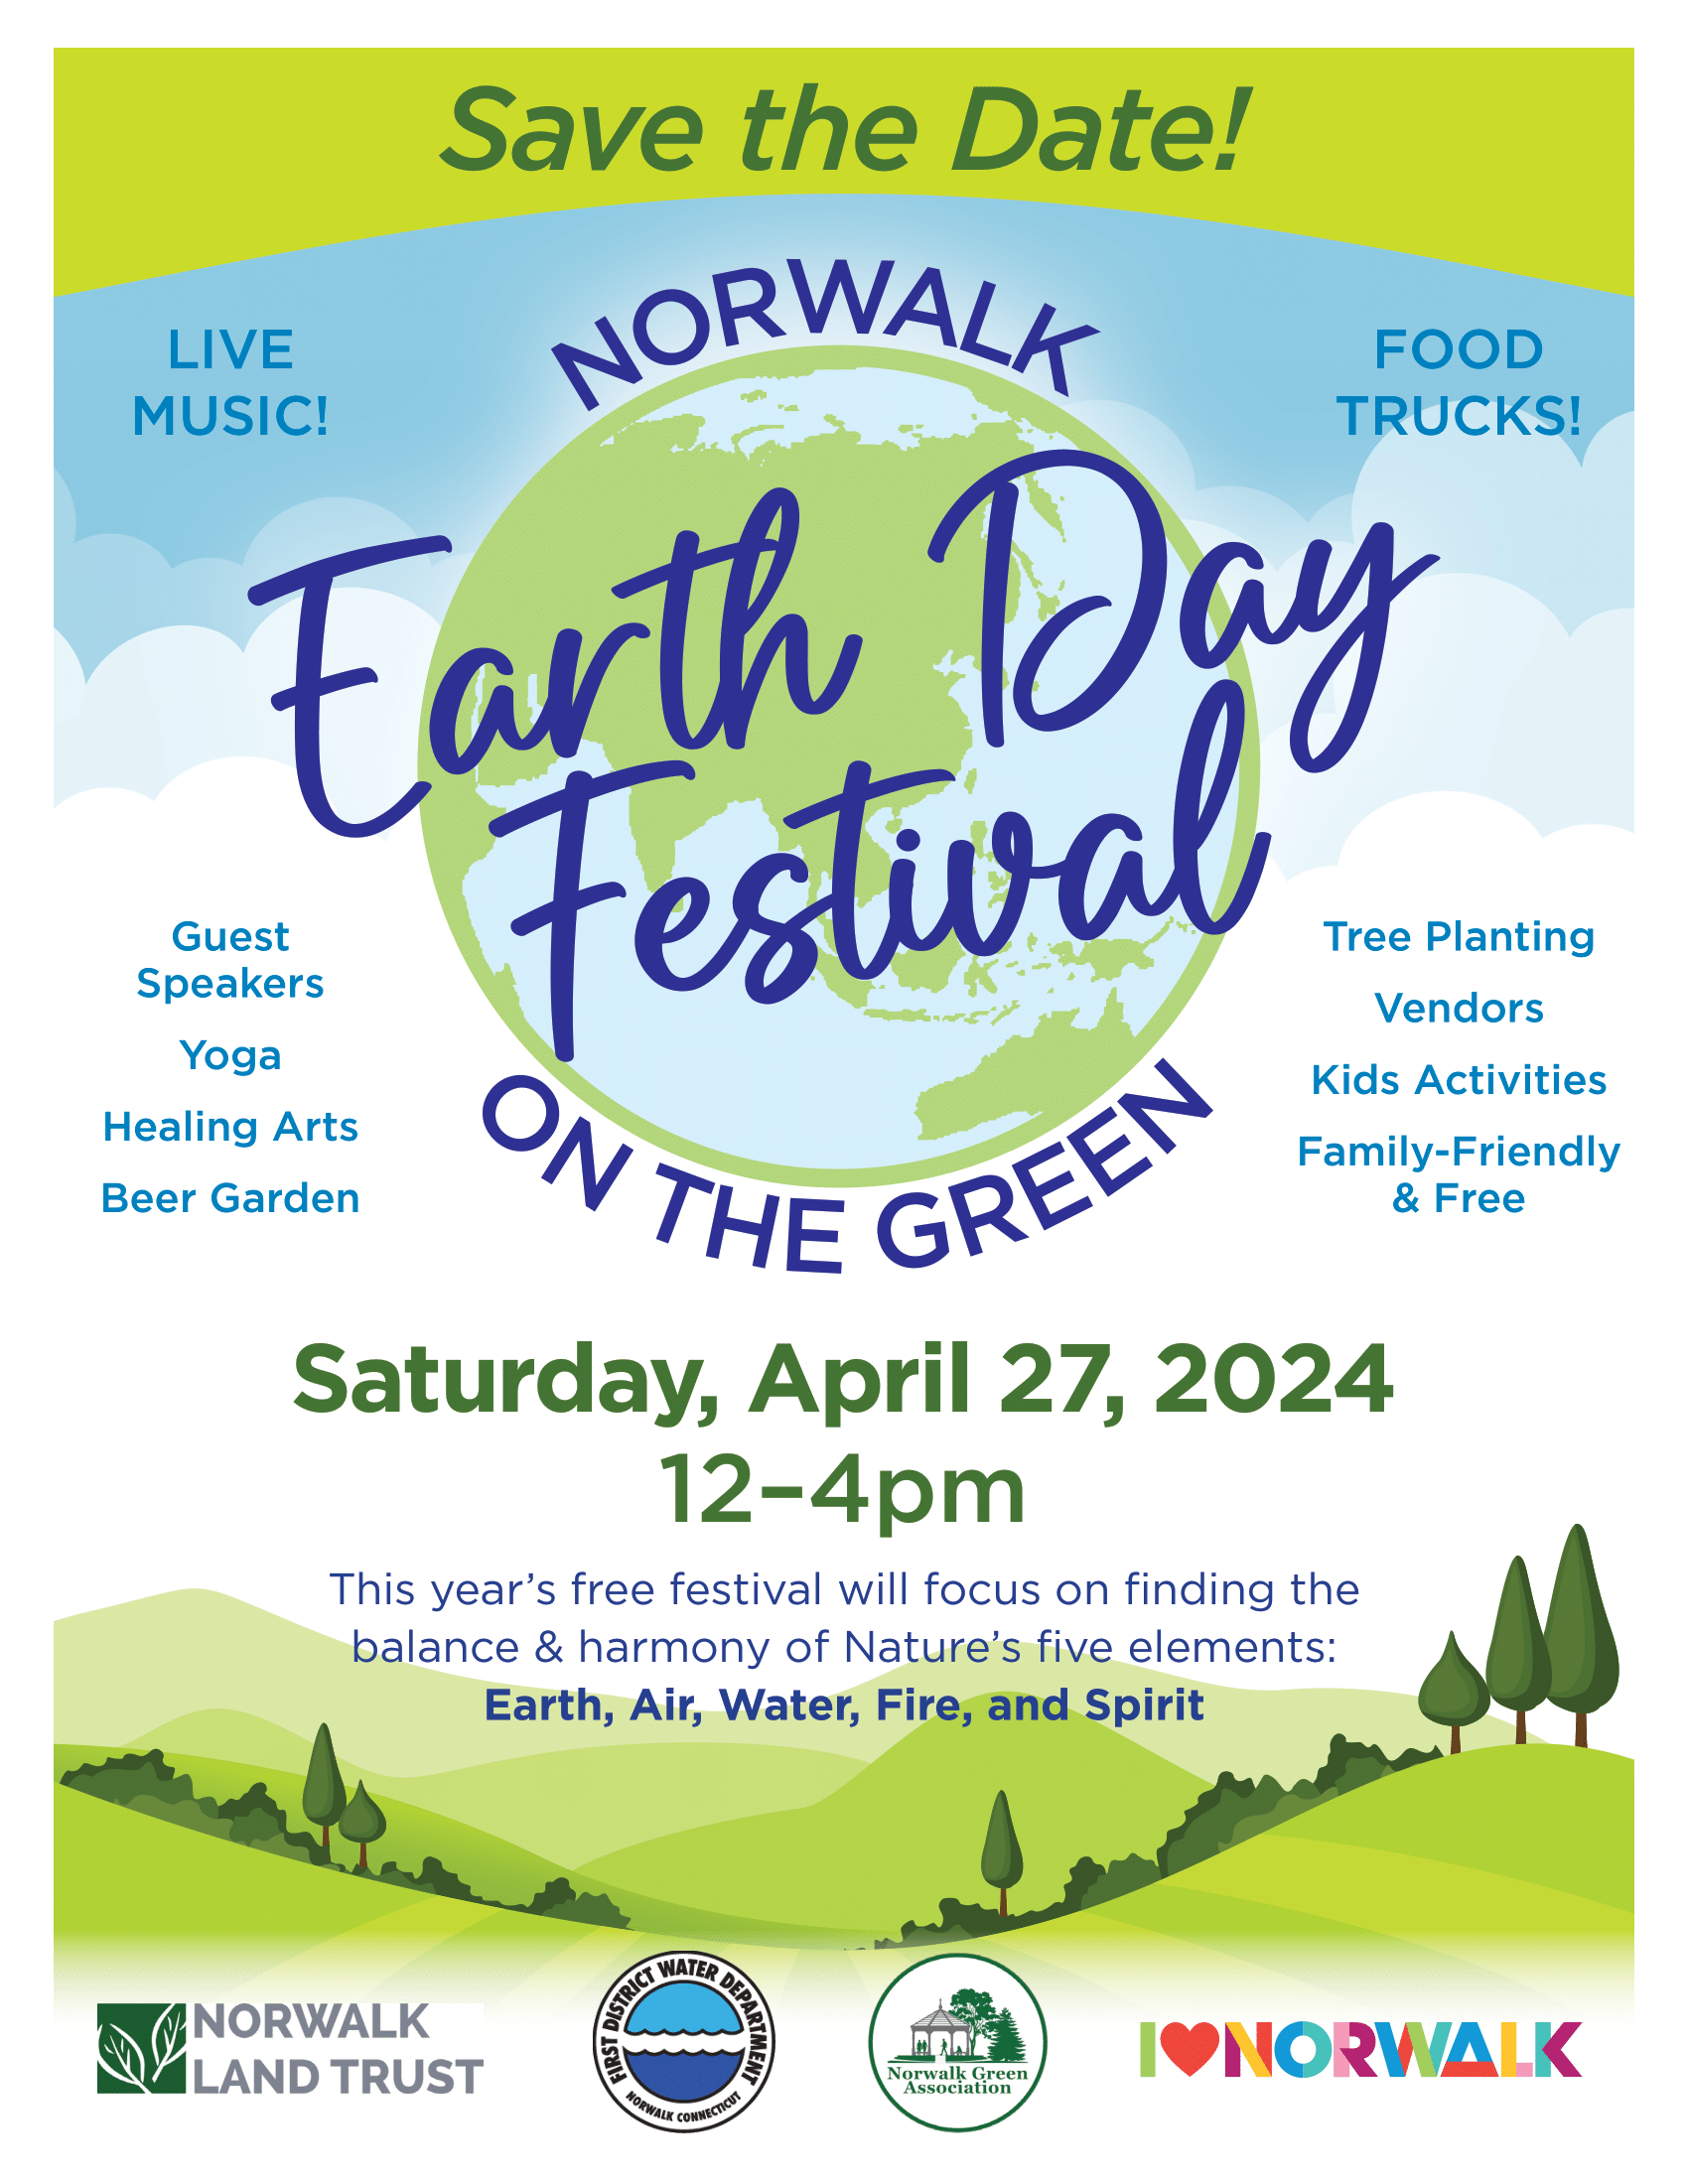 Save the Date!
LIVE
MUSIC!
FOOD
TRUCKS!
NORWALK
Earth Day
Festival
ON THE GREEN
Guest
Speakers
Yoga
Healing Arts
Beer Garden
Tree Planting
Vendors
Kids Activities
Family-Friendly
& Free
Saturday, April 27, 2024
12–4pm
This year’s free festival will focus on finding the
balance & harmony of Nature’s five elements:
Earth, Air, Water, Fire, and Spirit
NORWALK
LAND TRUST
FIRST DISTRICT WATER DEPARTMENT
NORWALK CONNECTICUT
Norwalk Green
Association
I NORWALK